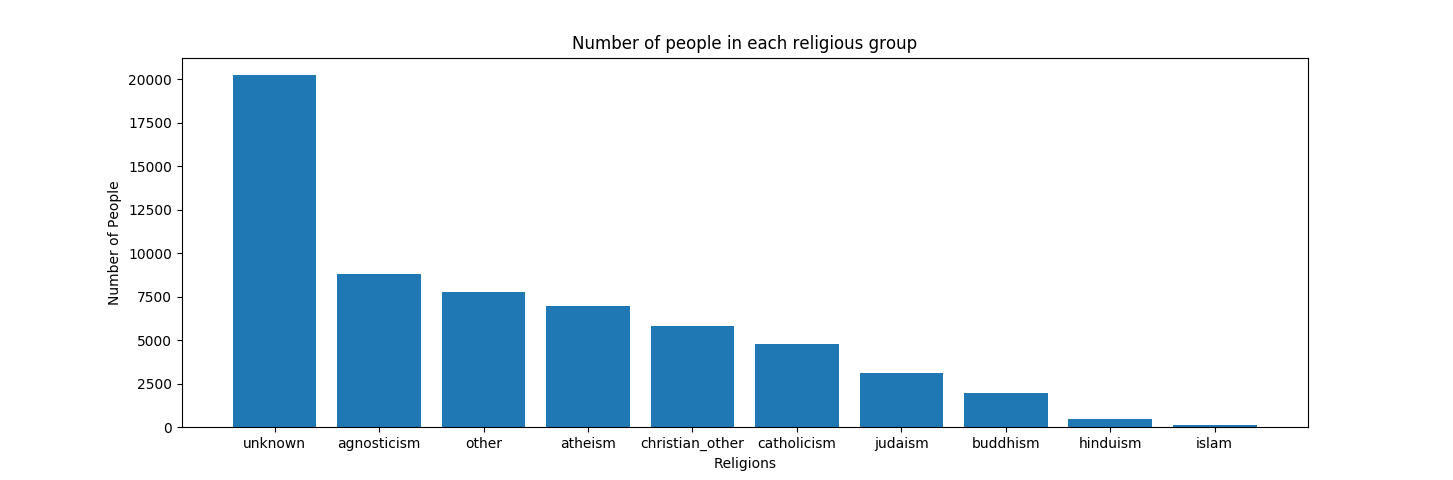 Number of people in each religious group
Number of People
20000
17500
15000
12500
10000
7500
5000
2500
0
unknown agnosticism other atheism christian_other catholicism judaism buddhism hinduism islam
Religions